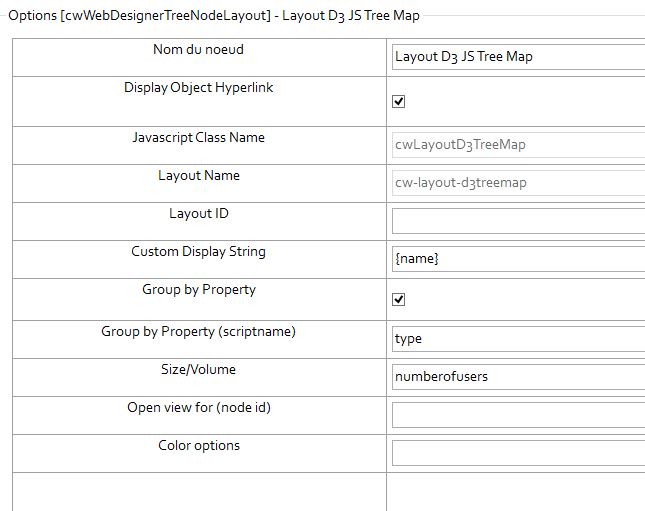 Options [cwWebDesignerTreeNodeLayout] - Layout D3 JS Tree Map
Nom du noeud
Layout D3 JS Tree Map
Display Object Hyperlink
Javascript Class Name
cwLayoutD3TreeMap
Layout Name
cw-layout-d3treemap
Layout ID
Custom Display String
{name}
Group by Property
Group by Property (scriptname)
type
Size/Volume
numberofusers
Open view for (node id)
Color options